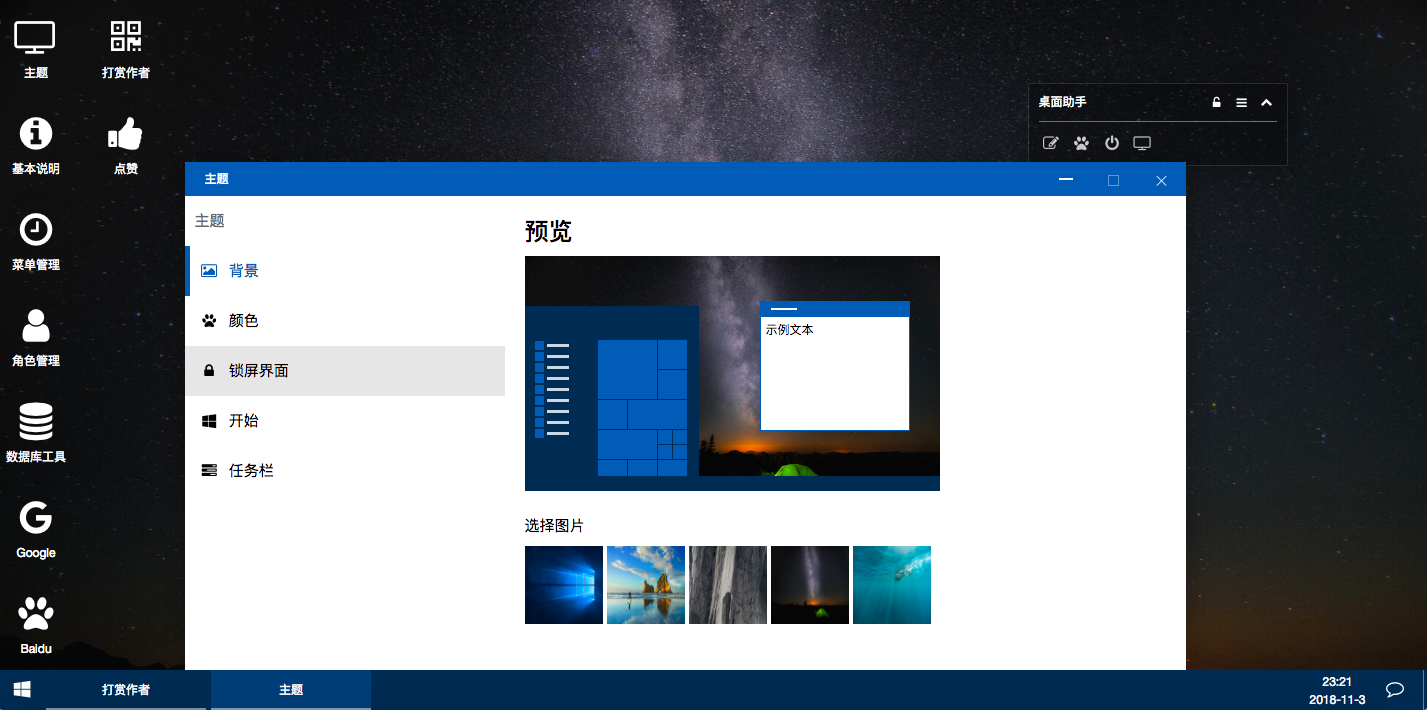 主题
打赏作者
基本说明
点赞
菜单管理
角色管理
数据库工具
Google
Baidu
桌面助手
主题
主题
背景
颜色
锁屏界面
开始
任务栏
预览
示例文本
选择图片
打赏作者
主题
23:21
2018-11-3